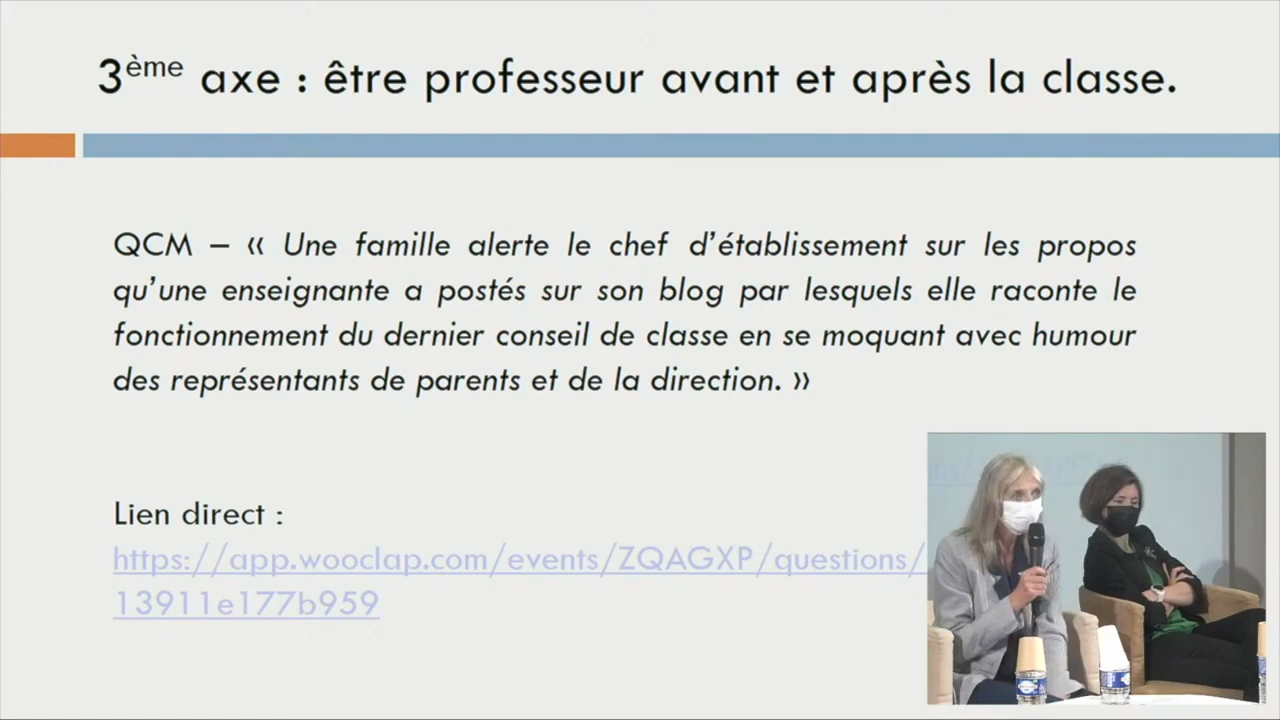 3ème axe : être professeur avant et après la classe.
QCM – « Une famille alerte le chef d’établissement sur les propos
qu’une enseignante a postés sur son blog par lesquels elle raconte le
fonctionnement du dernier conseil de classe en se moquant avec humour
des représentants de parents et de la direction. »
Lien direct :
https://app.wooclap.com/events/ZQAGXP/questions/
13911e177b959